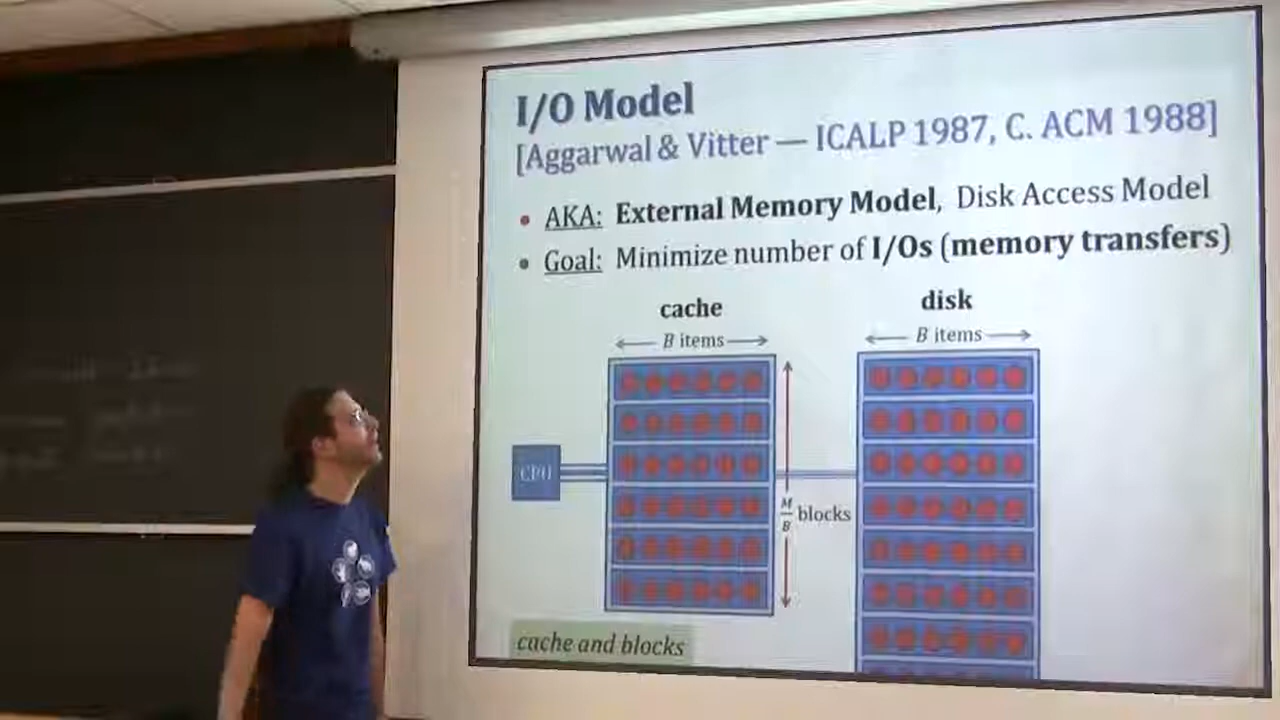 I/O Model
[Aggarwal & Vitter — ICALP 1987, C. ACM 1988]
• AKA: External Memory Model, Disk Access Model
• Goal: Minimize number of I/Os (memory transfers)
cache
disk
B items
B items
CPU
M/B blocks
cache and blocks